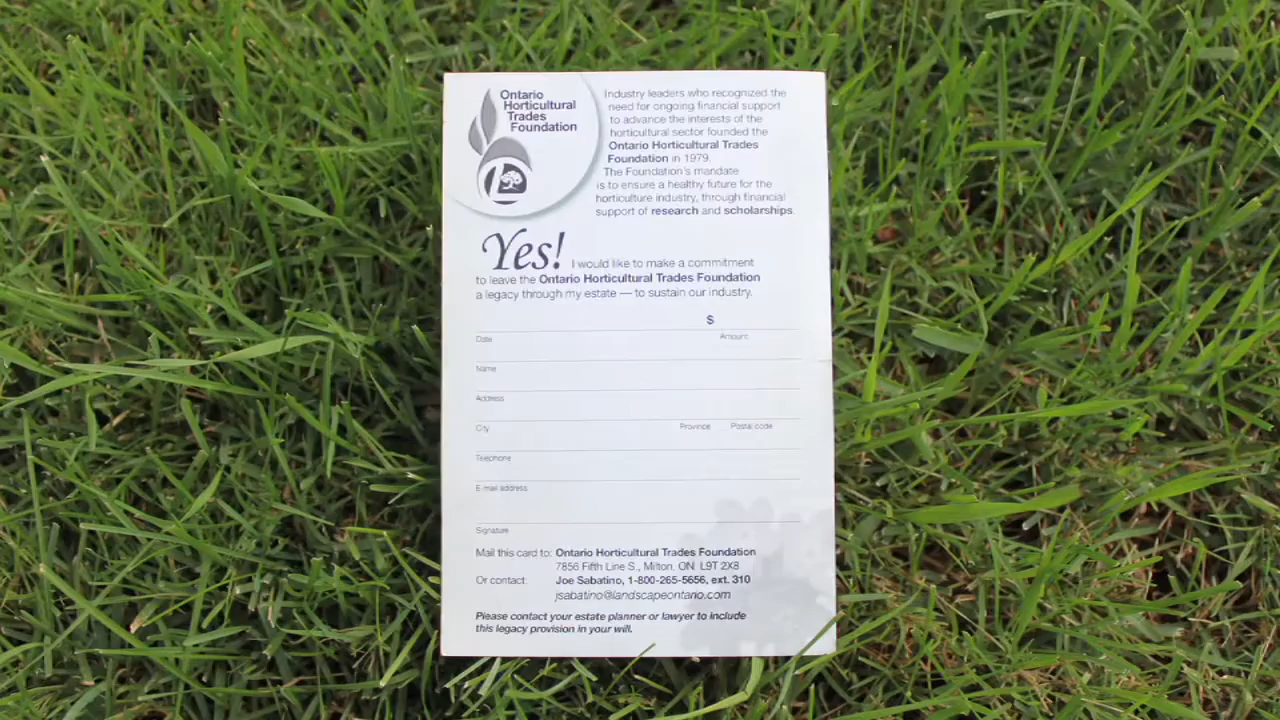 Ontario
Horticultural
Trades
Foundation
Industry leaders who recognized the
need for ongoing financial support
to advance the interests of the
horticultural sector founded the
Ontario Horticultural Trades
Foundation in 1979.
The Foundation's mandate
is to ensure a healthy future for the
horticulture industry, through financial
support of research and scholarships.
Yes! I would like to make a commitment
to leave the Ontario Horticultural Trades Foundation
a legacy through my estate — to sustain our industry.
$
Date Amount
Name
Address
City Province Postal code
Telephone
E-mail address
Signature
Mail this card to: Ontario Horticultural Trades Foundation
7856 Fifth Line S., Milton, ON L9T 2X8
Or contact: Joe Sabatino, 1-800-265-5656, ext. 310
jsabatino@landscapeontario.com
Please contact your estate planner or lawyer to include
this legacy provision in your will.